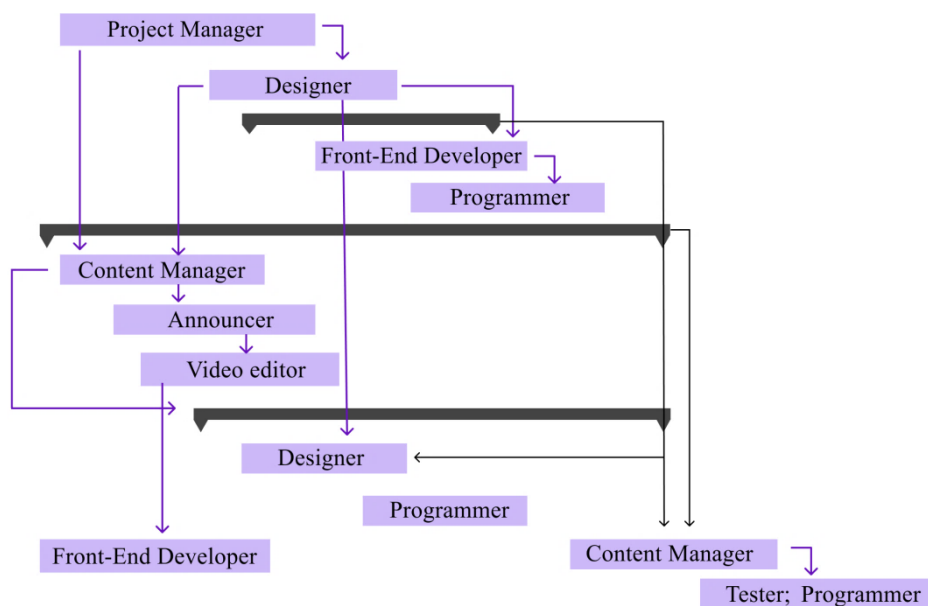 Project Manager
Designer
Front-End Developer
Programmer
Content Manager
Announcer
Video editor
Designer
Programmer
Front-End Developer
Content Manager
Tester; Programmer